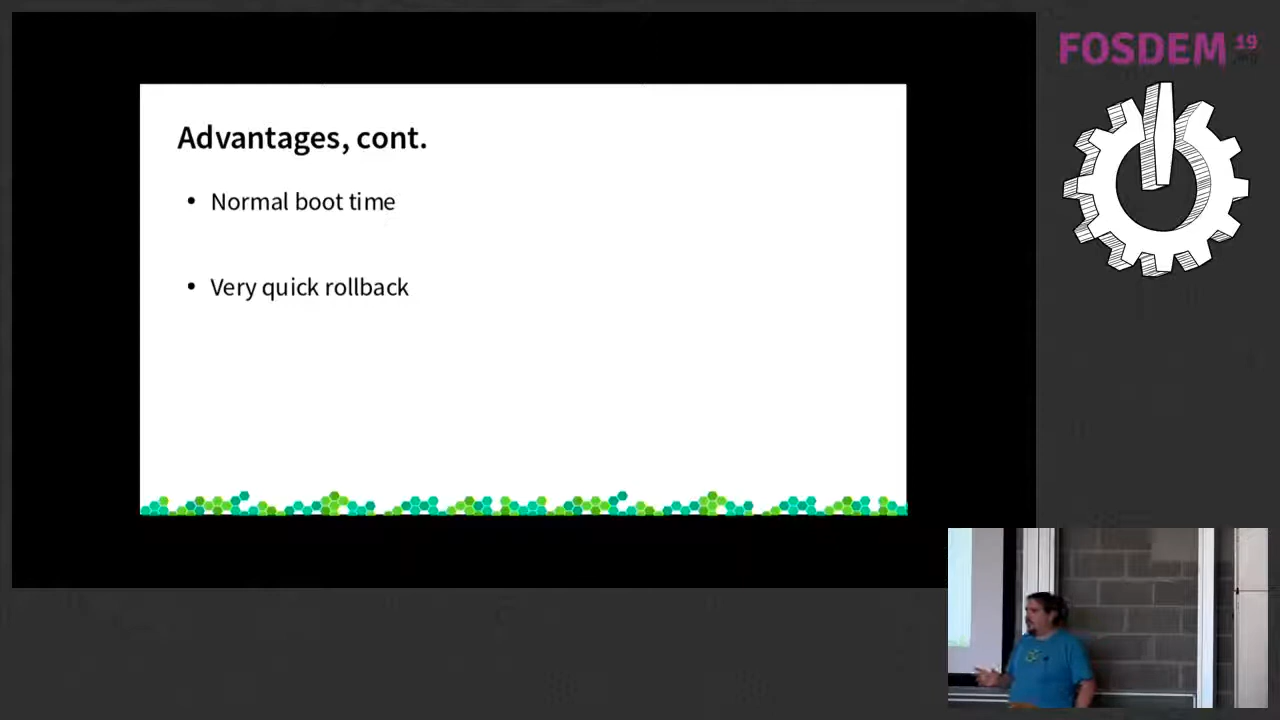 FOSDEM 19
Advantages, cont.
• Normal boot time
• Very quick rollback